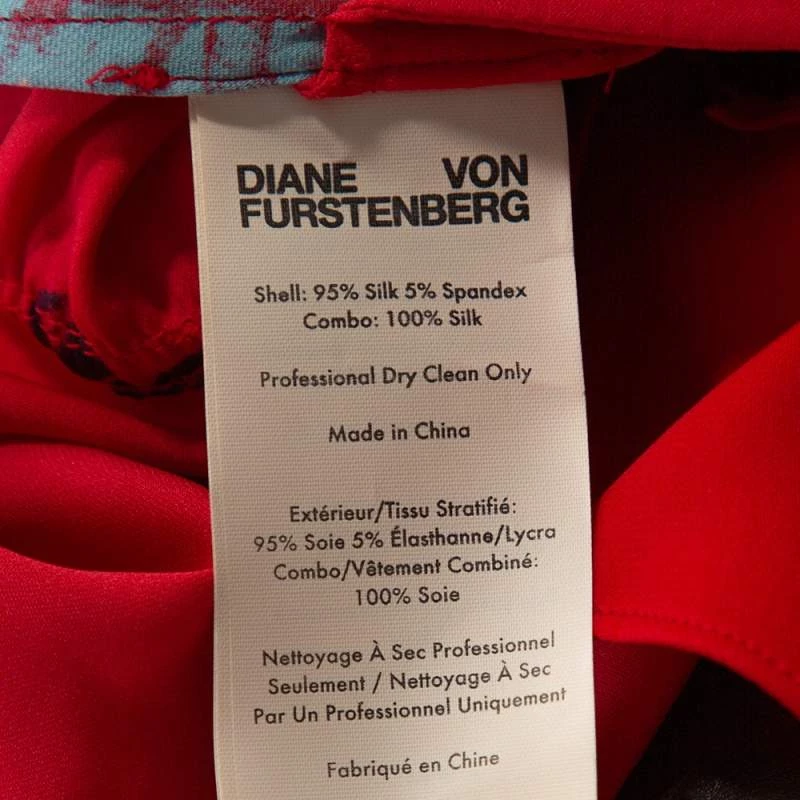 DIANE VON
FURSTENBERG
Shell: 95% Silk 5% Spandex
Combo: 100% Silk
Professional Dry Clean Only
Made in China
Extérieur/Tissu Stratifié:
95% Soie 5% Élasthanne/Lycra
Combo/Vêtement Combiné:
100% Soie
Nettoyage À Sec Professionnel
Seulement / Nettoyage À Sec
Par Un Professionnel Uniquement
Fabriqué en Chine